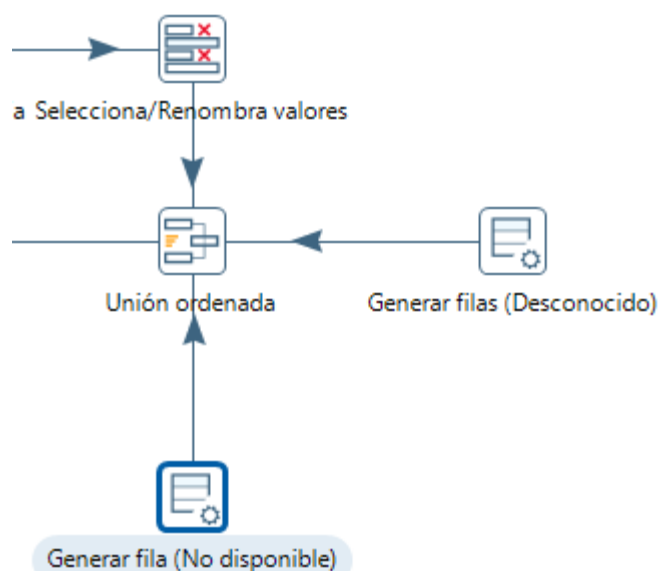 a Selecciona/Renombra valores
Unión ordenada
Generar filas (Desconocido)
Generar fila (No disponible)